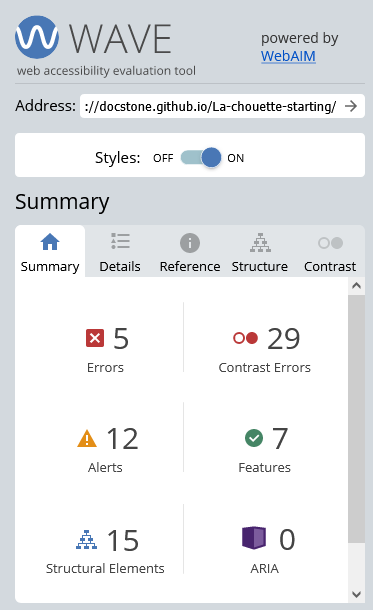 WAVE
powered by
WebAIM
web accessibility evaluation tool
Address: ://docstone.github.io/La-chouette-starting/
Styles: OFF ON
Summary
Summary Details Reference Structure Contrast
5 29
Errors Contrast Errors
12 7
Alerts Features
15 0
Structural Elements ARIA